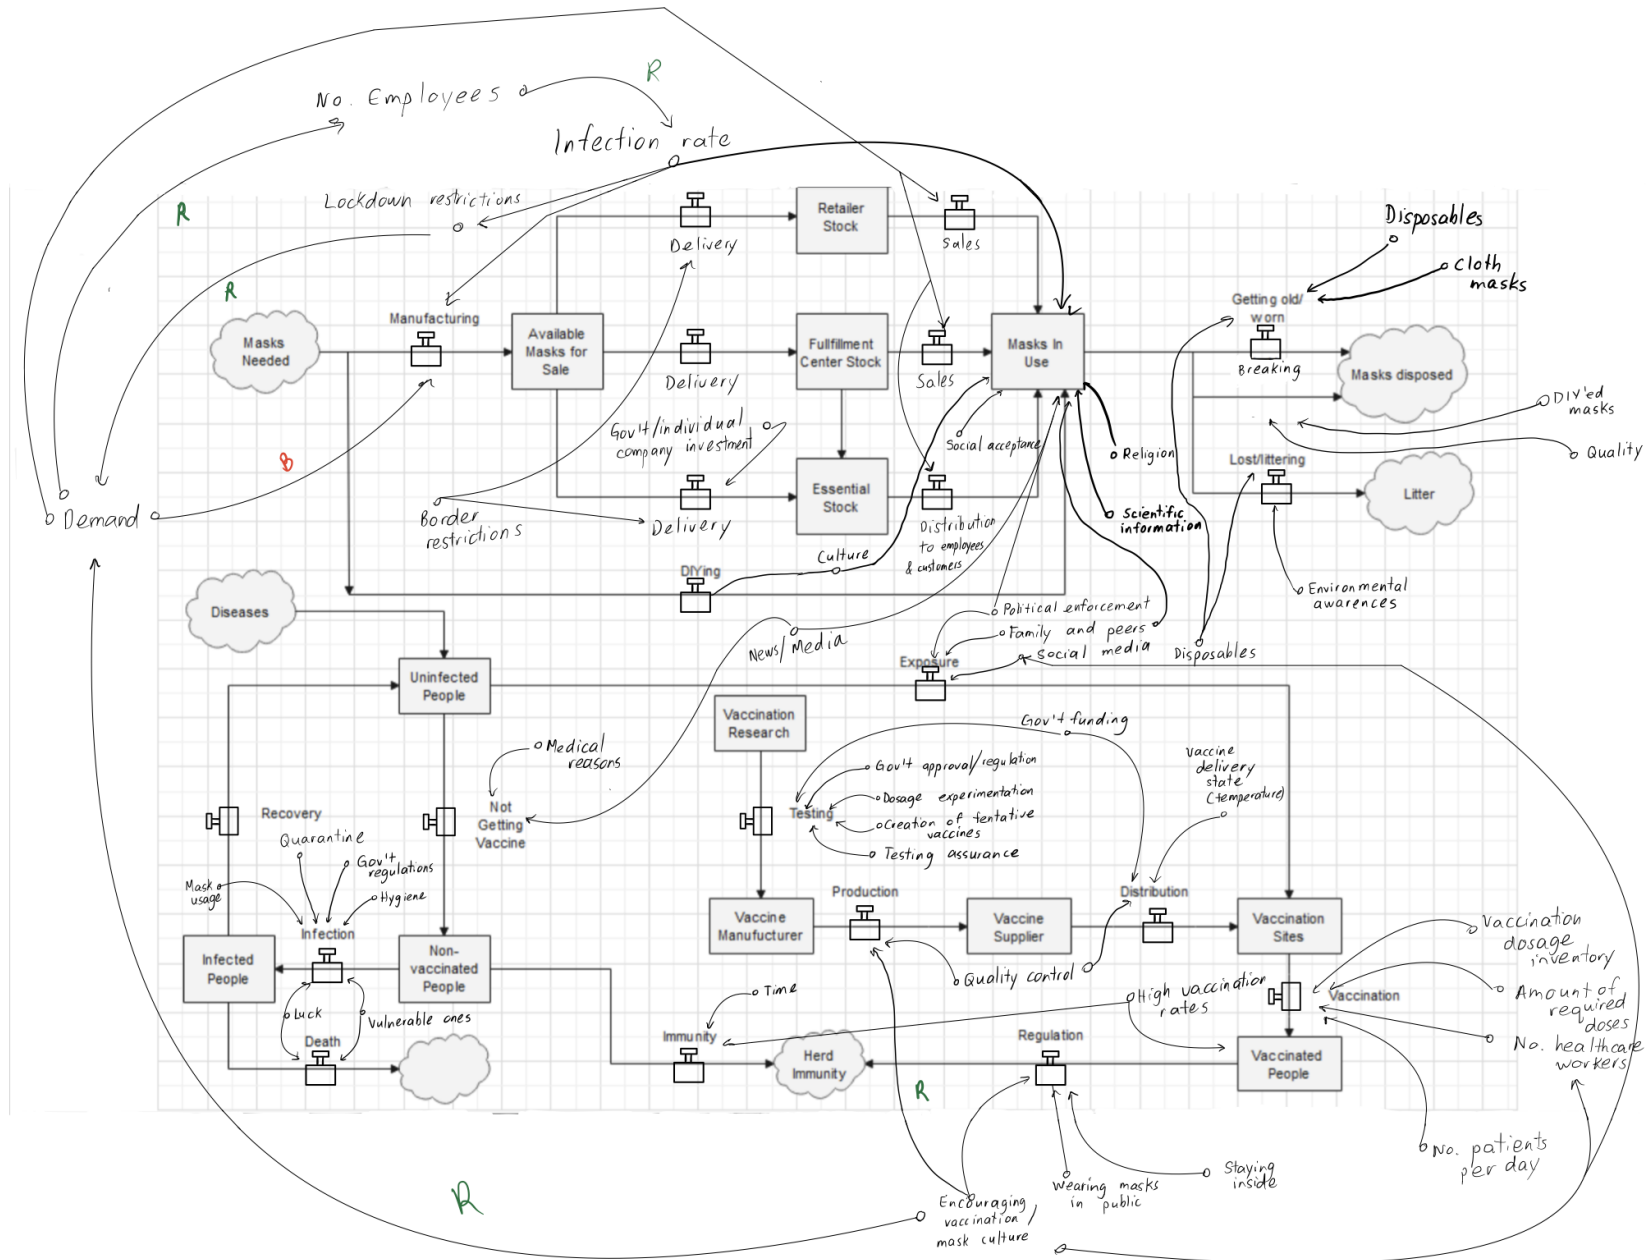 R
No. Employees
Infection rate
Lockdown restrictions
R
Delivery
Retailer
Stock
Sales
Disposables
Cloth
masks
R
Manufacturing
Masks
Needed
Available
Masks for
Sale
Delivery
Fullfillment
Center Stock
Sales
Masks In
Use
Getting old/
worn
Breaking
Masks disposed
DIY'ed
masks
Quality
Gov't/individual
company investment
Social acceptance
Religion
Lost/littering
Litter
B
Demand
Border
restrictions
Delivery
Essential
Stock
Distribution
to employees
& customers
Scientific
information
Culture
DIYing
Environmental
awarences
Diseases
News/Media
Political enforcement
Family and peers
Social media
Disposables
Exposure
Uninfected
People
Vaccination
Research
Gov't funding
Medical
reasons
Vaccine
delivery
state
(temperature)
Gov't approval/regulation
Dosage experimentation
Creation of tentative
vaccines
Testing assurance
Testing
Recovery
Not
Getting
Vaccine
Quarantine
Gov't
regulations
Mask
usage
Hygiene
Infection
Production
Distribution
Vaccine
Manufucturer
Vaccine
Supplier
Vaccination
Sites
Vaccination
dosage
inventory
Infected
People
Non-
vaccinated
People
Quality control
Time
High vaccination
rates
Vaccination
Amount of
required
doses
Luck
Vulnerable ones
Death
Immunity
Herd
Immunity
Regulation
Vaccinated
People
No. healthcare
workers
R
No. patients
per day
Staying
inside
Wearing masks
in public
R
Encouraging
vaccination/
mask culture